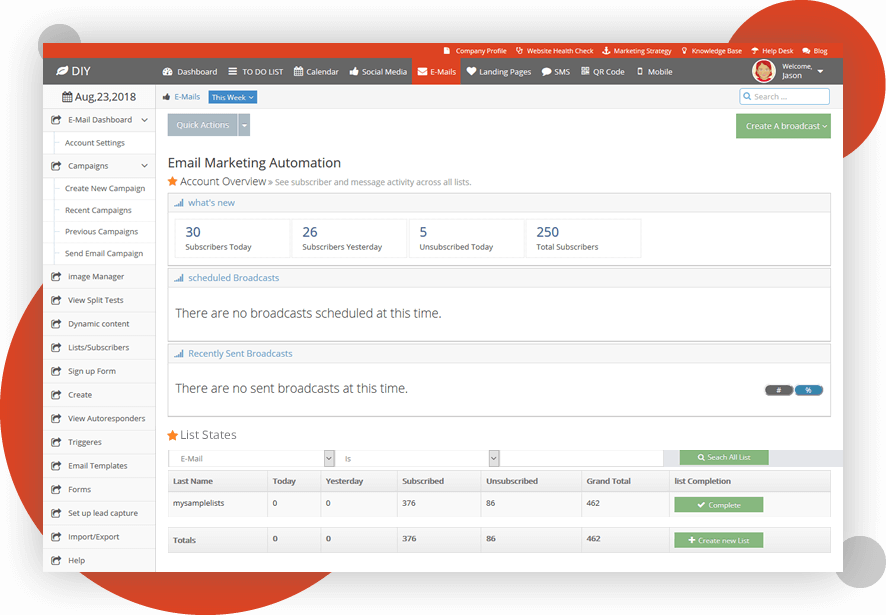 Company Profile Website Health Check Marketing Strategy Knowledge Base Help Desk Blog
DIY Dashboard TO DO LIST Calendar Social Media E-Mails Landing Pages SMS QR Code Mobile Welcome, Jason
Aug,23,2018
E-Mails This Week
Search ...
E-Mail Dashboard
Account Settings
Campaigns
Create New Campaign
Recent Campaigns
Previous Campaigns
Send Email Campaign
image Manager
View Split Tests
Dynamic content
Lists/Subscribers
Sign up Form
Create
View Autoresponders
Triggeres
Email Templates
Forms
Set up lead capture
Import/Export
Help
Quick Actions
Create A broadcast
Email Marketing Automation
Account Overview » See subscriber and message activity across all lists.
what's new
30 26 5 250
Subscribers Today Subscribers Yesterday Unsubscribed Today Total Subscribers
scheduled Broadcasts
There are no broadcasts scheduled at this time.
Recently Sent Broadcasts
There are no sent broadcasts at this time.
# %
List States
E-Mail Is Seach All List
Last Name Today Yesterday Subscribed Unsubscribed Grand Total list Completion
mysamplelists 0 0 376 86 462 Complete
Totals 0 0 376 86 462 Create new List